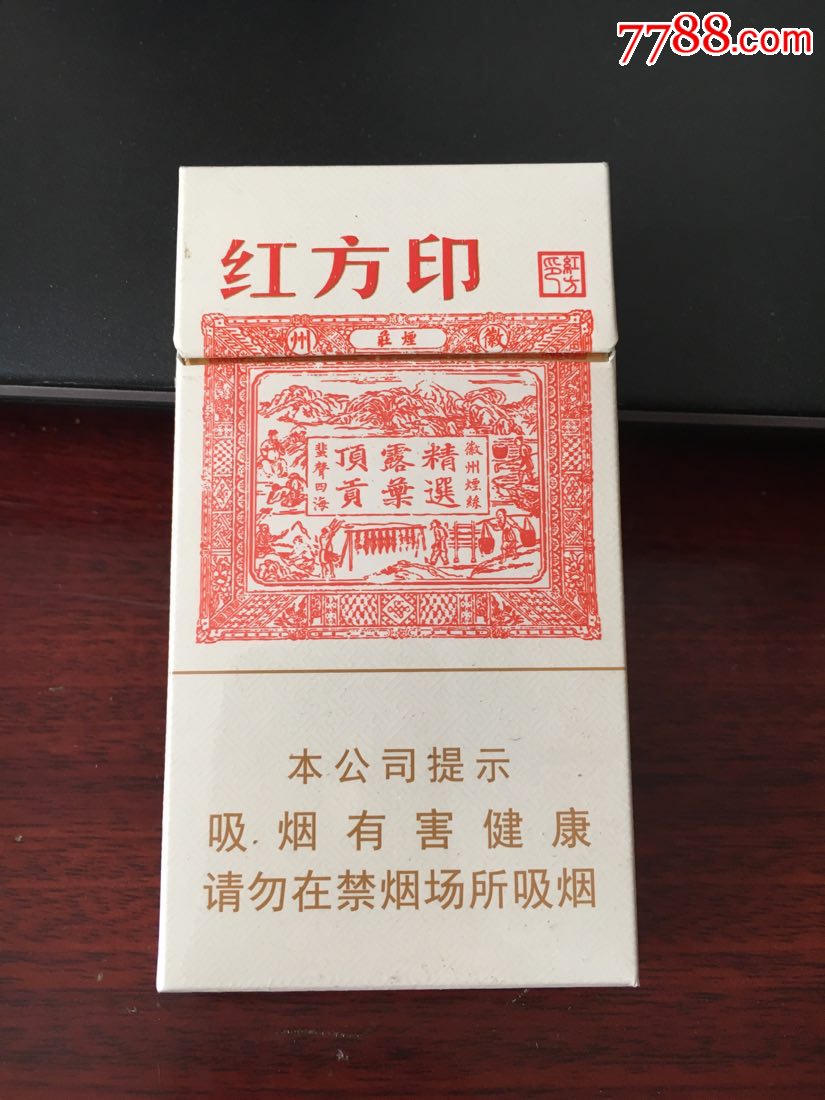 7788.com
红方印
紅方印
徽煙莊州
徽州煙絲
精選
露葉
頂貢
蜚聲四海
本公司提示
吸烟有害健康
请勿在禁烟场所吸烟